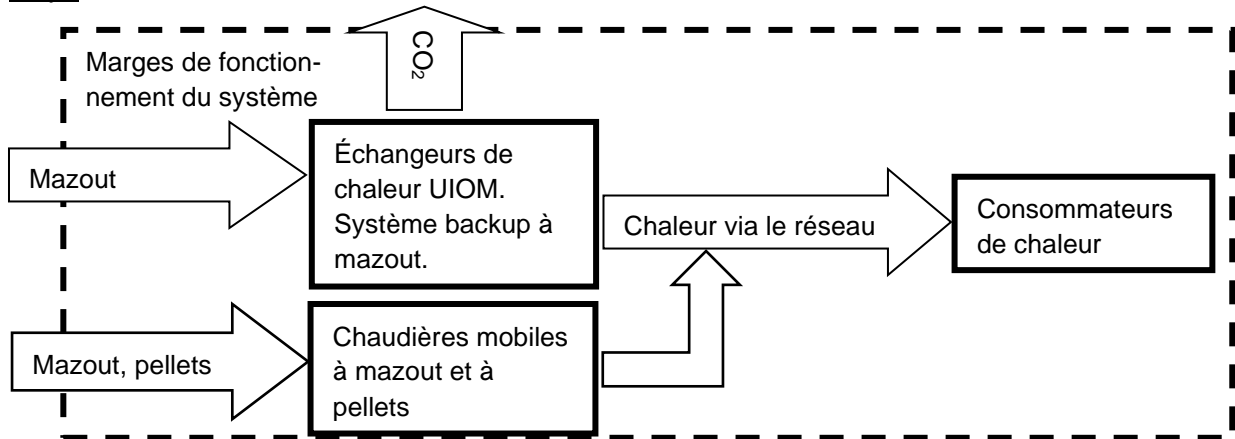 CO₂
Marges de fonction-
nement du système
Mazout
Échangeurs de
chaleur UIOM.
Système backup à
mazout.
Chaleur via le réseau
Consommateurs
de chaleur
Mazout, pellets
Chaudières mobiles
à mazout et à
pellets